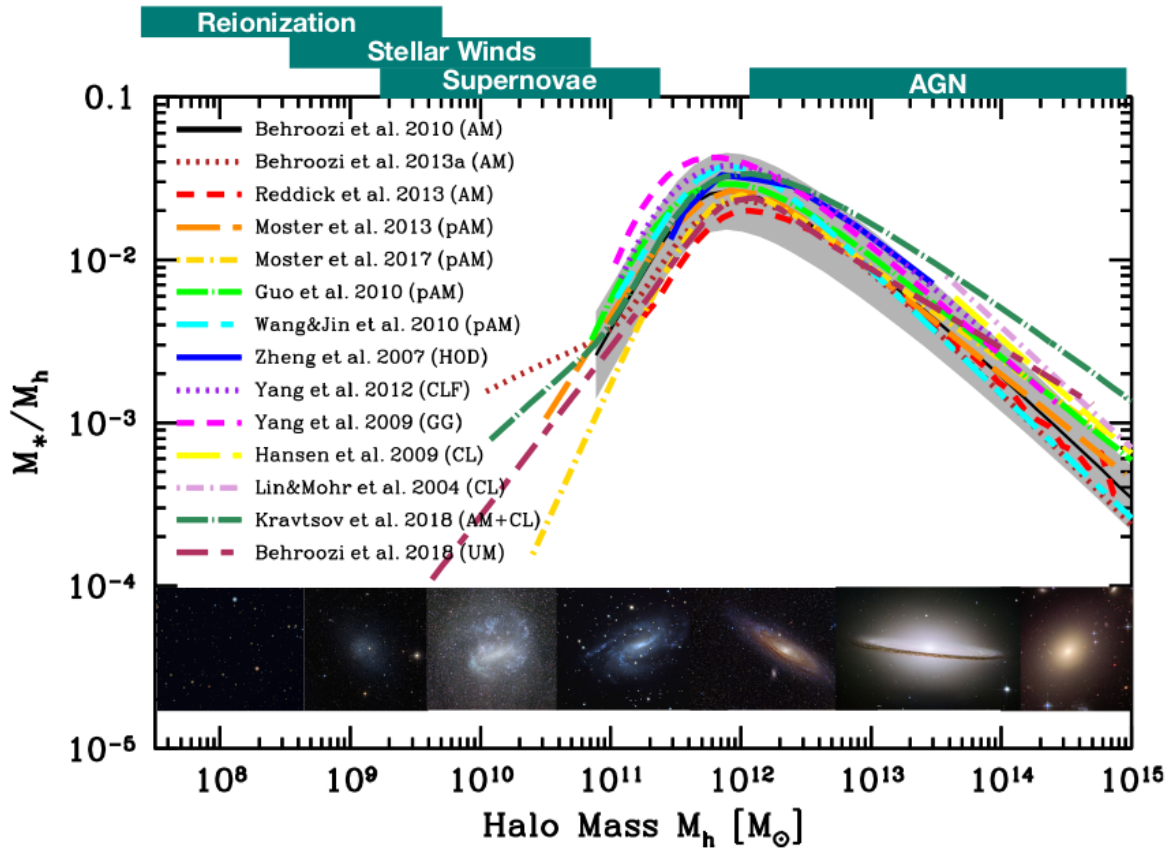 Reionization
Stellar Winds
Supernovae
AGN
0.1
Behroozi et al. 2010 (AM)
Behroozi et al. 2013a (AM)
Reddick et al. 2013 (AM)
Moster et al. 2013 (pAM)
Moster et al. 2017 (pAM)
Guo et al. 2010 (pAM)
Wang&Jin et al. 2010 (pAM)
Zheng et al. 2007 (HOD)
Yang et al. 2012 (CLF)
Yang et al. 2009 (GG)
Hansen et al. 2009 (CL)
Lin&Mohr et al. 2004 (CL)
Kravtsov et al. 2018 (AM+CL)
Behroozi et al. 2018 (UM)
10⁻²
10⁻³
10⁻⁴
10⁻⁵
M*/Mₕ
10⁸ 10⁹ 10¹⁰ 10¹¹ 10¹² 10¹³ 10¹⁴ 10¹⁵
Halo Mass Mₕ [M⊙]